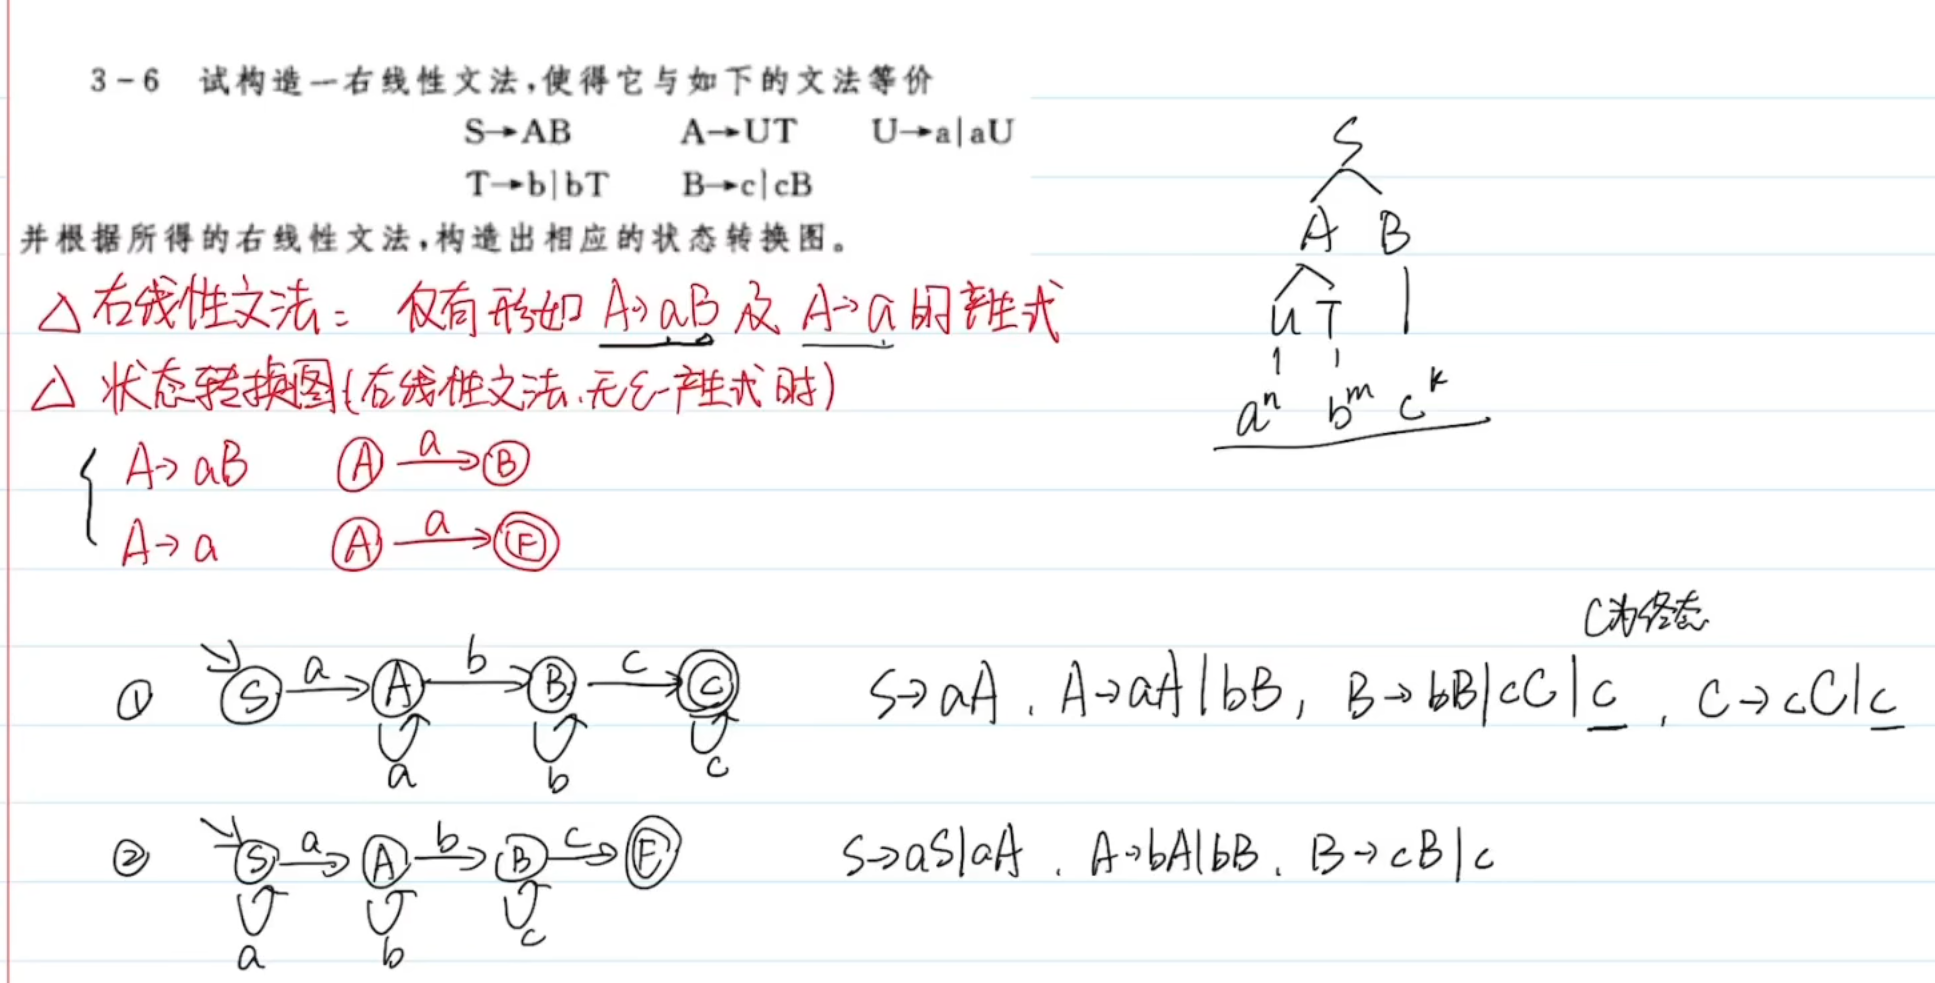 3-6 试构造一右线性文法,使得它与如下的文法等价
S→AB A→UT U→a|aU
T→b|bT B→c|cB
并根据所得的右线性文法,构造出相应的状态转换图。
△ 右线性文法: 仅有形如 A→aB 及 A→a 的产生式
△ 状态转换图(右线性文法、无ε-产生式时)
A→aB A a B
A→a A a F
S
A B
U T
aⁿ bᵐ cᵏ
C为终态
① S a A b B c C S→aA, A→aA|bB, B→bB|cC|c, C→cC|c
a b c
② S a A b B c F S→aS|aA, A→bA|bB, B→cB|c
a b c